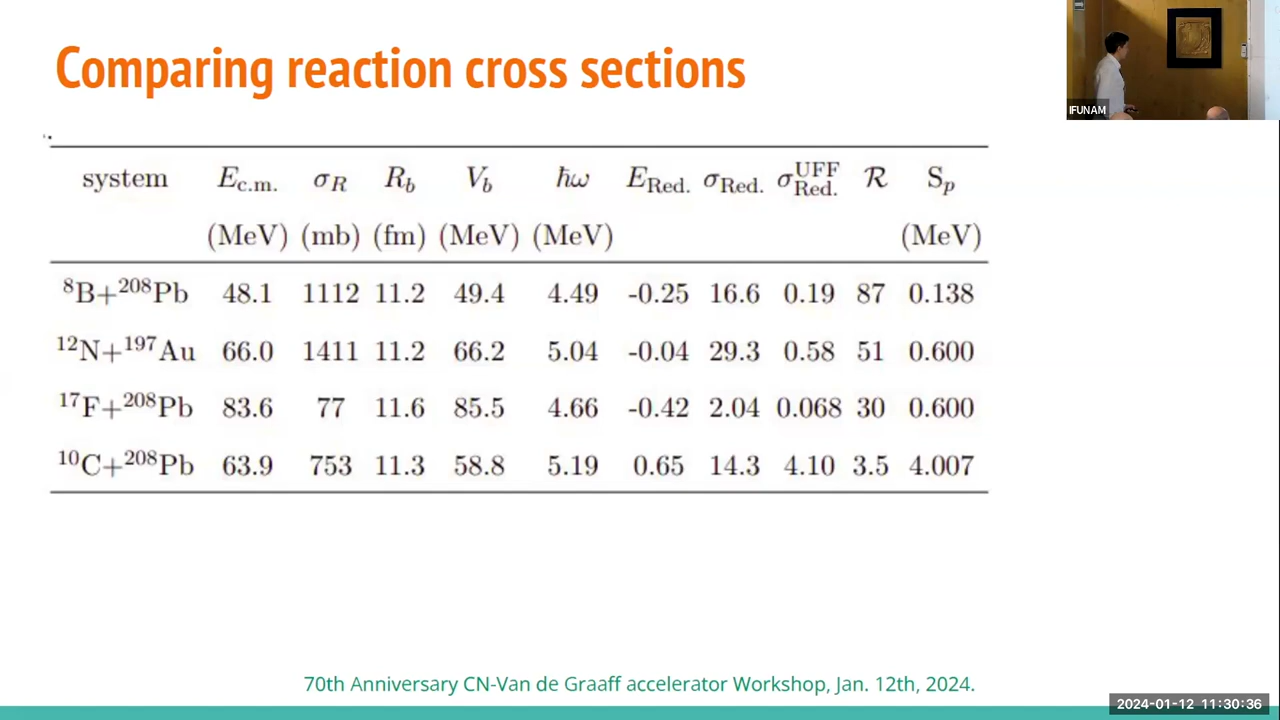 Comparing reaction cross sections
IFUNAM
system E_c.m. σ_R R_b V_b ħω E_Red. σ_Red. σ^UFF_Red. ℛ S_p
(MeV) (mb) (fm) (MeV) (MeV) (MeV)
⁸B+²⁰⁸Pb 48.1 1112 11.2 49.4 4.49 -0.25 16.6 0.19 87 0.138
¹²N+¹⁹⁷Au 66.0 1411 11.2 66.2 5.04 -0.04 29.3 0.58 51 0.600
¹⁷F+²⁰⁸Pb 83.6 77 11.6 85.5 4.66 -0.42 2.04 0.068 30 0.600
¹⁰C+²⁰⁸Pb 63.9 753 11.3 58.8 5.19 0.65 14.3 4.10 3.5 4.007
70th Anniversary CN-Van de Graaff accelerator Workshop, Jan. 12th, 2024.
2024-01-12 11:30:36